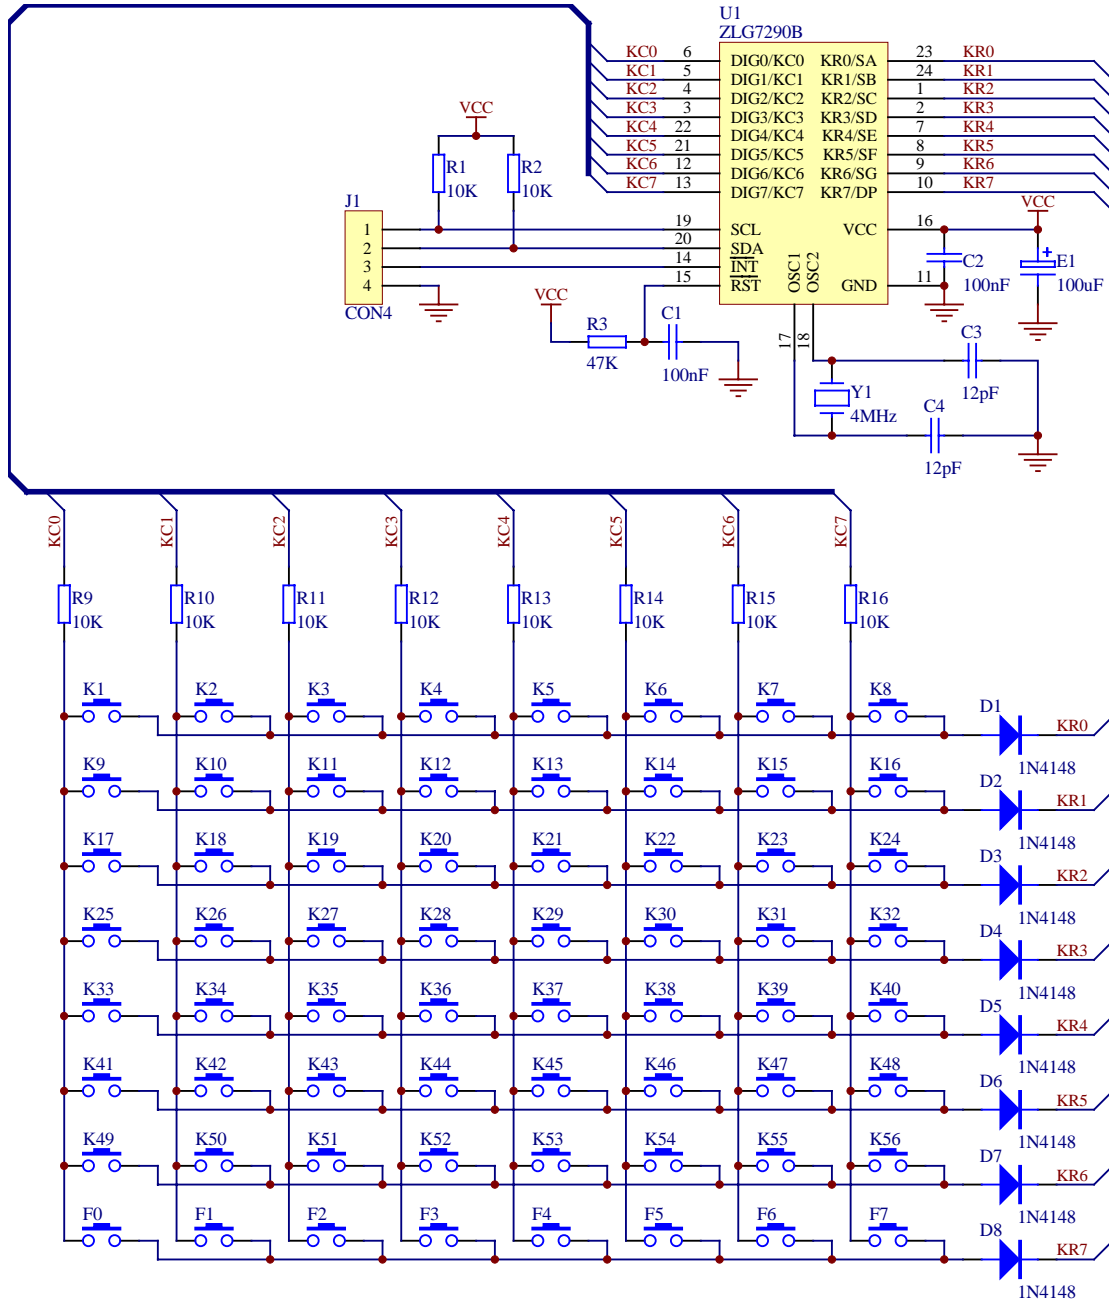 U1
ZLG7290B
KC0 6 DIG0/KC0 KR0/SA 23 KR0
KC1 5 DIG1/KC1 KR1/SB 24 KR1
KC2 4 DIG2/KC2 KR2/SC 1 KR2
KC3 3 DIG3/KC3 KR3/SD 2 KR3
KC4 22 DIG4/KC4 KR4/SE 7 KR4
KC5 21 DIG5/KC5 KR5/SF 8 KR5
KC6 12 DIG6/KC6 KR6/SG 9 KR6
KC7 13 DIG7/KC7 KR7/DP 10 KR7
VCC
R1 R2
10K 10K
J1
VCC
1 19 SCL VCC 16
2 20 SDA
3 14 INT
4 15 RST GND 11
OSC1 OSC2
C2 E1
100nF 100uF
CON4
VCC
R3 C1
47K 100nF
17 18
C3
12pF
Y1
4MHz
C4
12pF
KC0 KC1 KC2 KC3 KC4 KC5 KC6 KC7
R9 R10 R11 R12 R13 R14 R15 R16
10K 10K 10K 10K 10K 10K 10K 10K
K1 K2 K3 K4 K5 K6 K7 K8
D1 KR0
1N4148
K9 K10 K11 K12 K13 K14 K15 K16
D2 KR1
1N4148
K17 K18 K19 K20 K21 K22 K23 K24
D3 KR2
1N4148
K25 K26 K27 K28 K29 K30 K31 K32
D4 KR3
1N4148
K33 K34 K35 K36 K37 K38 K39 K40
D5 KR4
1N4148
K41 K42 K43 K44 K45 K46 K47 K48
D6 KR5
1N4148
K49 K50 K51 K52 K53 K54 K55 K56
D7 KR6
1N4148
F0 F1 F2 F3 F4 F5 F6 F7
D8 KR7
1N4148